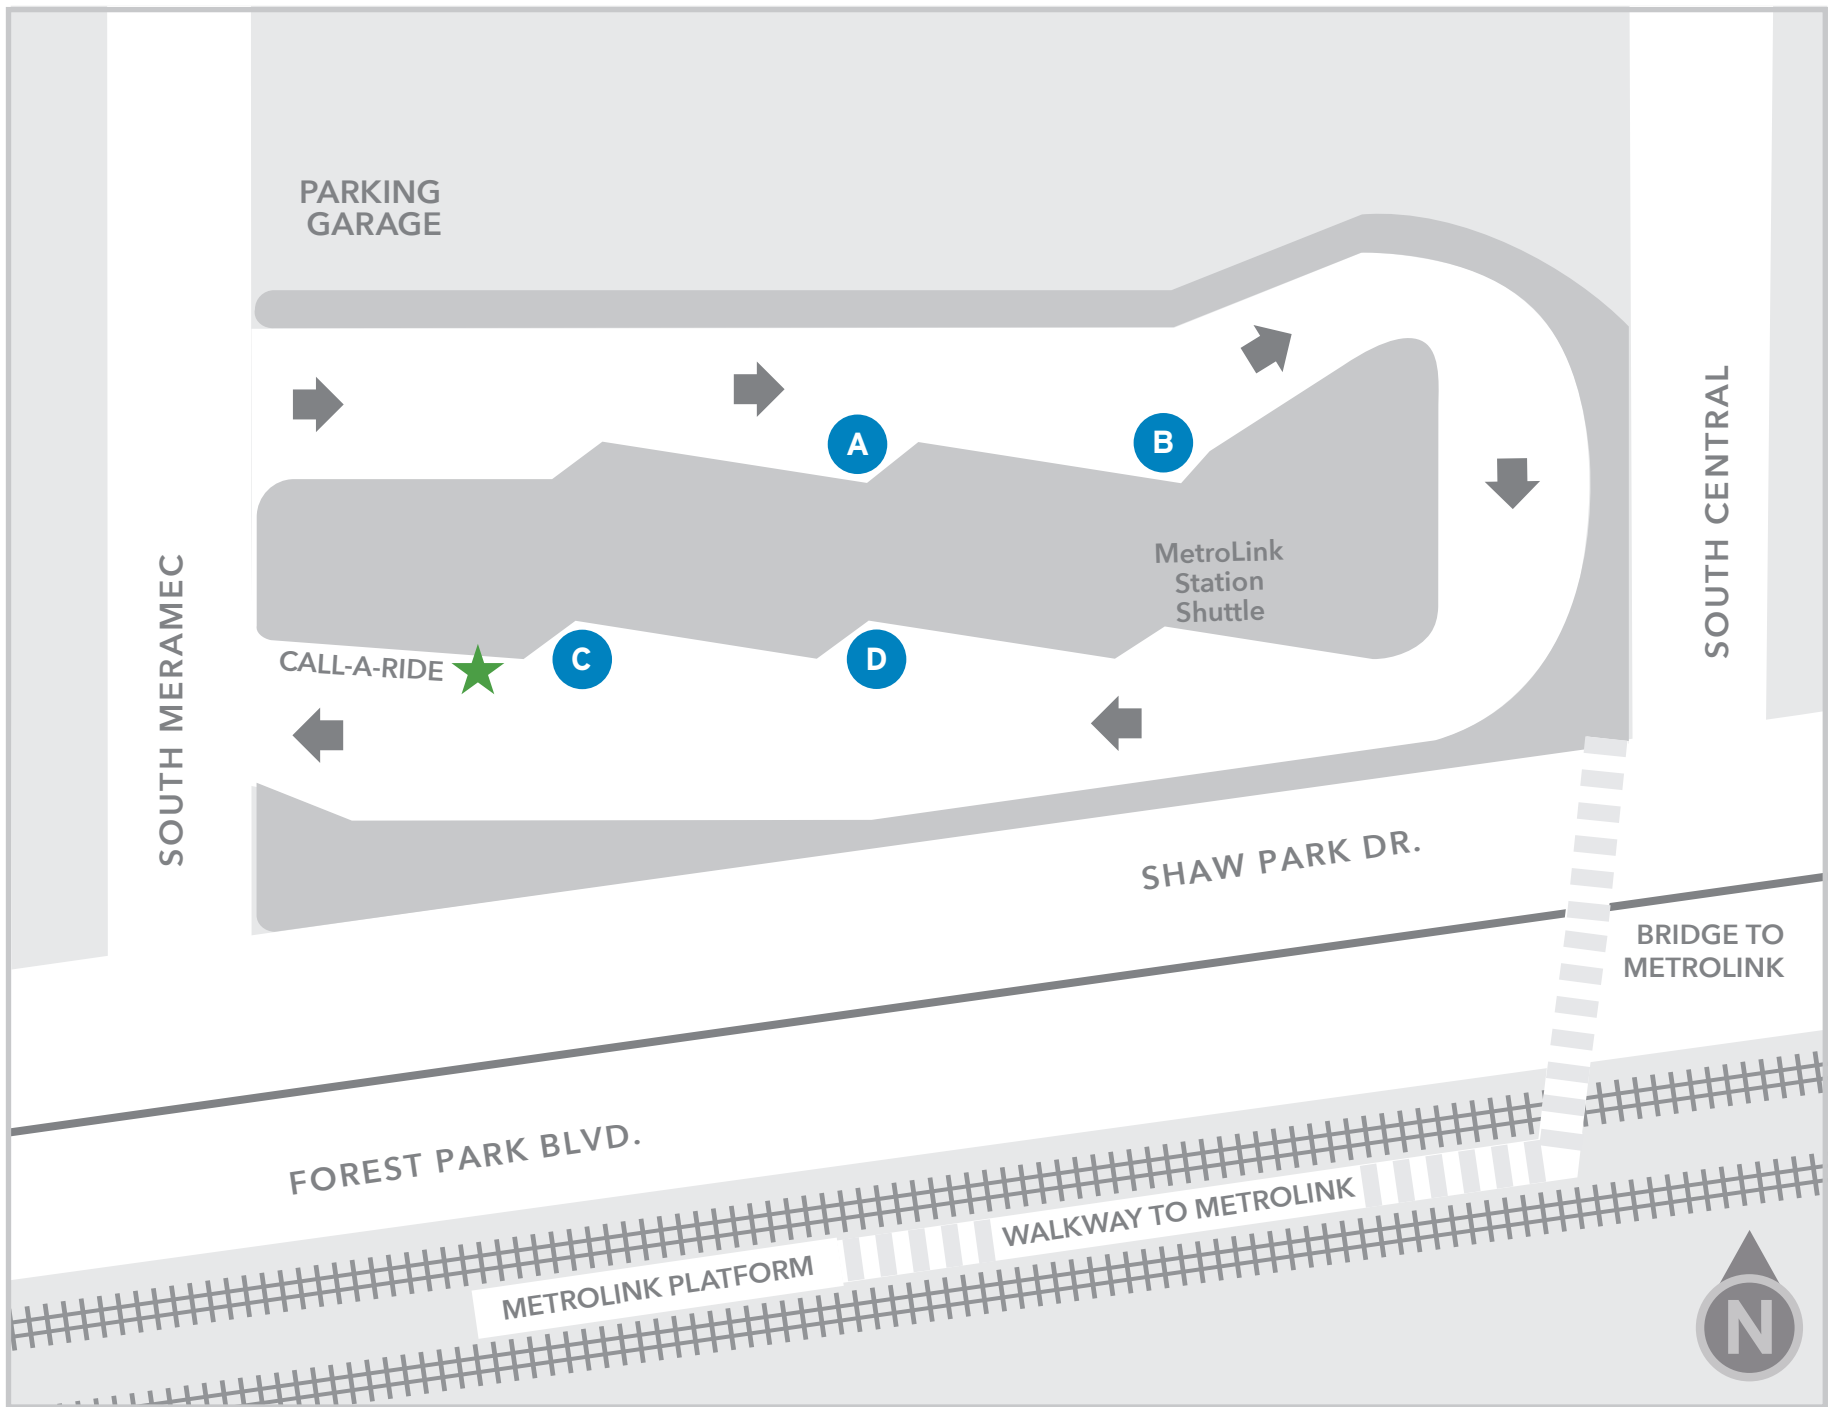 PARKING
GARAGE
A
B
SOUTH CENTRAL
MetroLink
Station
Shuttle
SOUTH MERAMEC
CALL-A-RIDE
C
D
SHAW PARK DR.
BRIDGE TO
METROLINK
FOREST PARK BLVD.
WALKWAY TO METROLINK
METROLINK PLATFORM
N